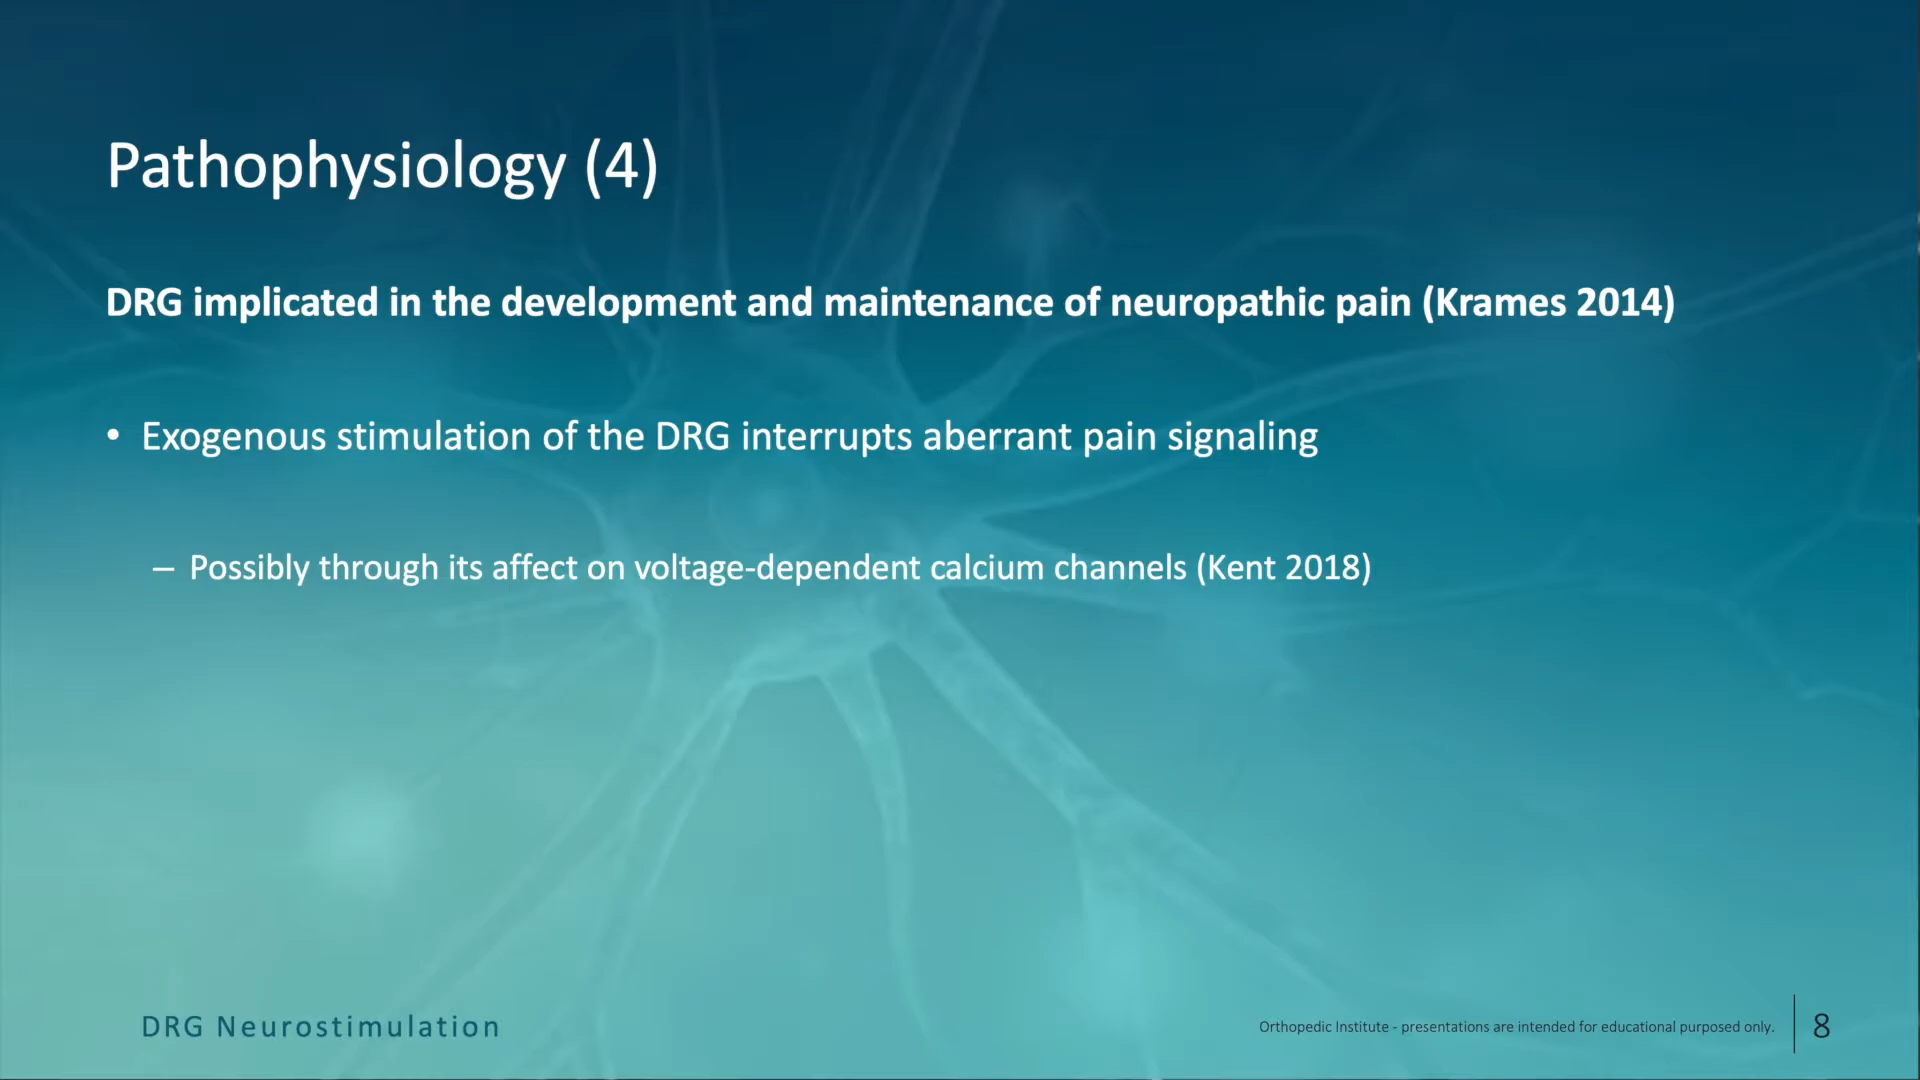 Pathophysiology (4)
DRG implicated in the development and maintenance of neuropathic pain (Krames 2014)
• Exogenous stimulation of the DRG interrupts aberrant pain signaling
– Possibly through its affect on voltage-dependent calcium channels (Kent 2018)
DRG Neurostimulation
Orthopedic Institute - presentations are intended for educational purposed only.
8